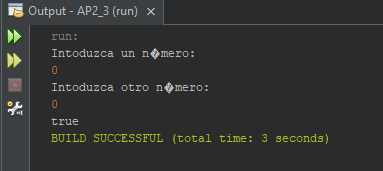 Output - AP2_3 (run) ×
run:
Intoduzca un n�mero:
0
Intoduzca otro n�mero:
0
true
BUILD SUCCESSFUL (total time: 3 seconds)